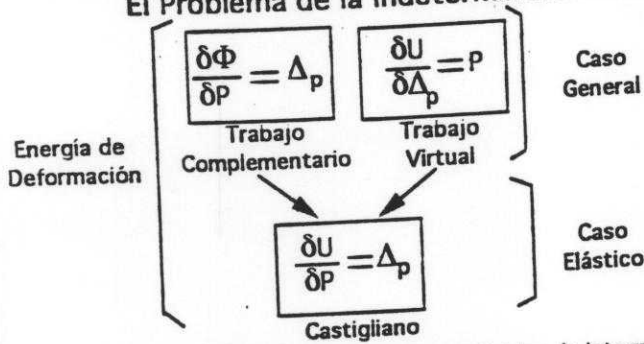 El Problema de la
δΦ/δP = Δp
δU/δΔp = P
Caso
General
Trabajo
Complementario
Trabajo
Virtual
Energía de
Deformación
δU/δP = Δp
Caso
Elástico
Castigliano